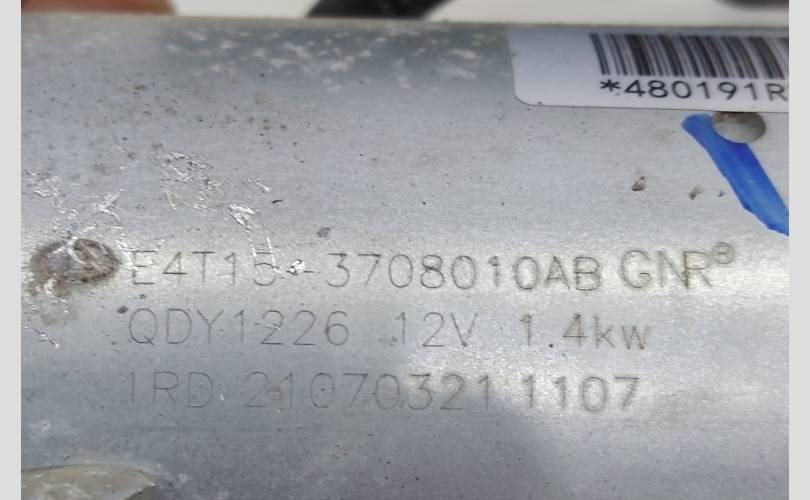 *480191R
E4T15-3708010AB GNR®
QDY1226 12V 1.4kw
1RD 21070321 1107